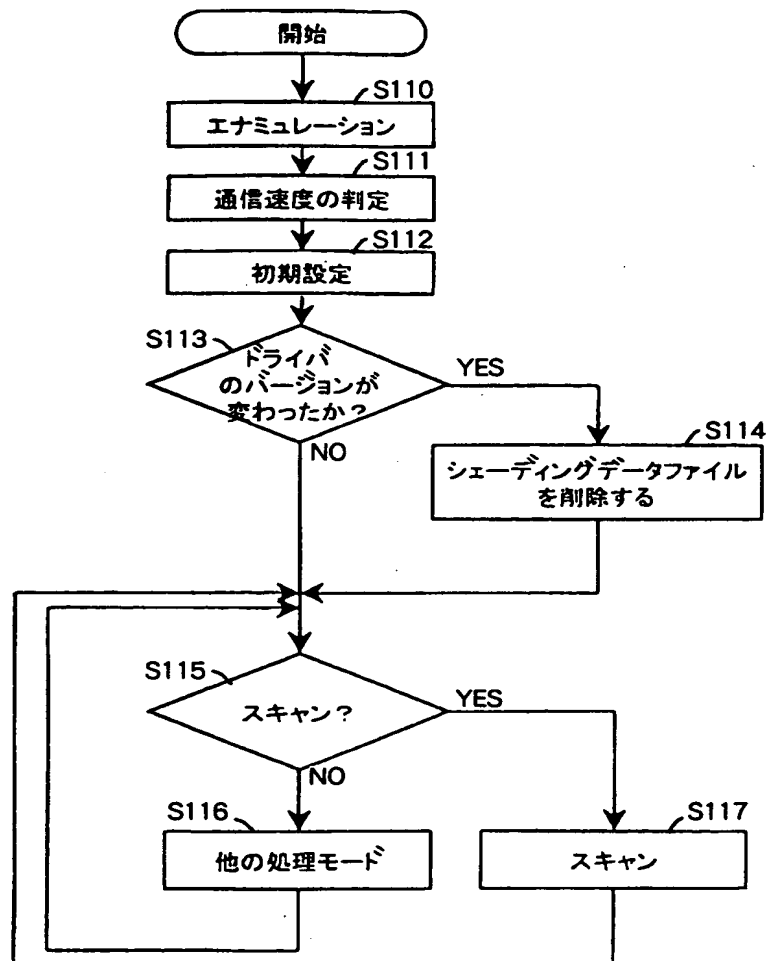 開始
S110
エナミュレーション
S111
通信速度の判定
S112
初期設定
S113
ドライバ
のバージョンが
変わったか?
YES
NO
S114
シェーディングデータファイル
を削除する
S115
スキャン?
YES
NO
S116
他の処理モード
S117
スキャン